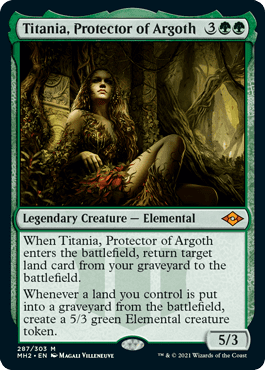 Titania, Protector of Argoth 3
Legendary Creature — Elemental
When Titania, Protector of Argoth
enters the battlefield, return target
land card from your graveyard to the
battlefield.
Whenever a land you control is put
into a graveyard from the battlefield,
create a 5/3 green Elemental creature
token.
5/3
287/303 M
MH2 • EN MAGALI VILLENEUVE
™ & © 2021 Wizards of the Coast